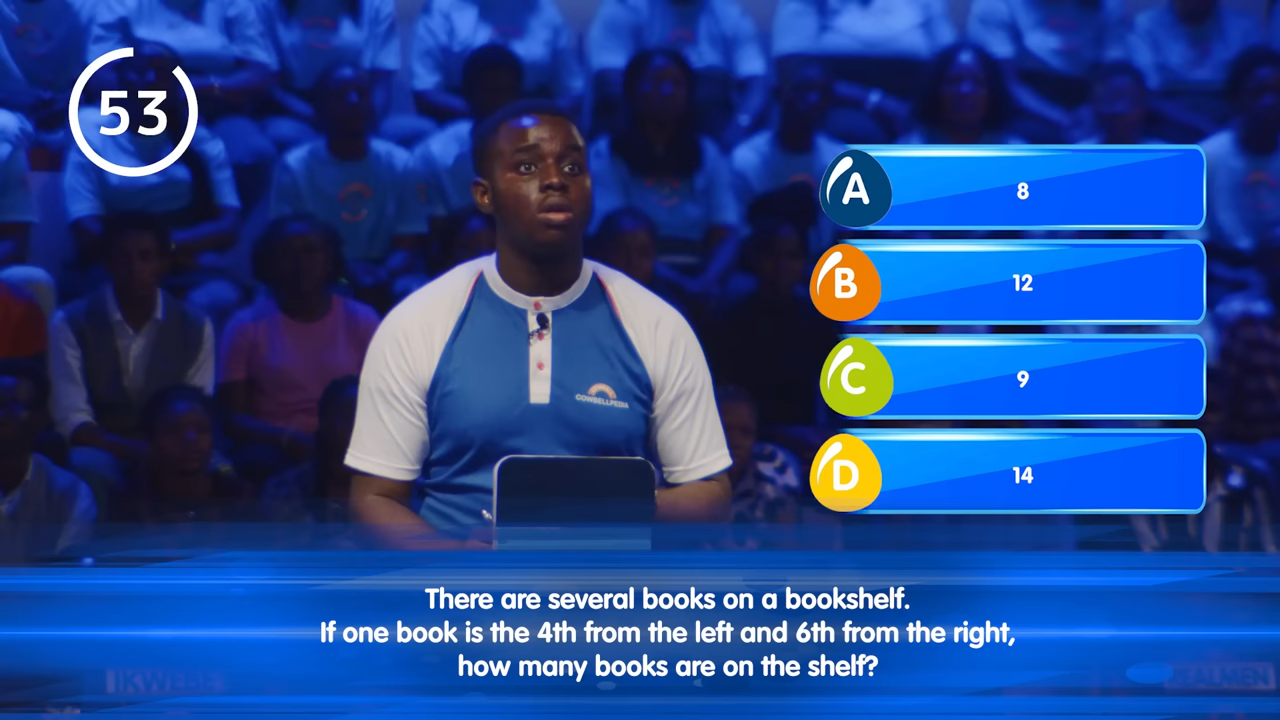 53
A 8
B 12
C 9
D 14
COWBELLPEDIA
There are several books on a bookshelf.
If one book is the 4th from the left and 6th from the right,
how many books are on the shelf?